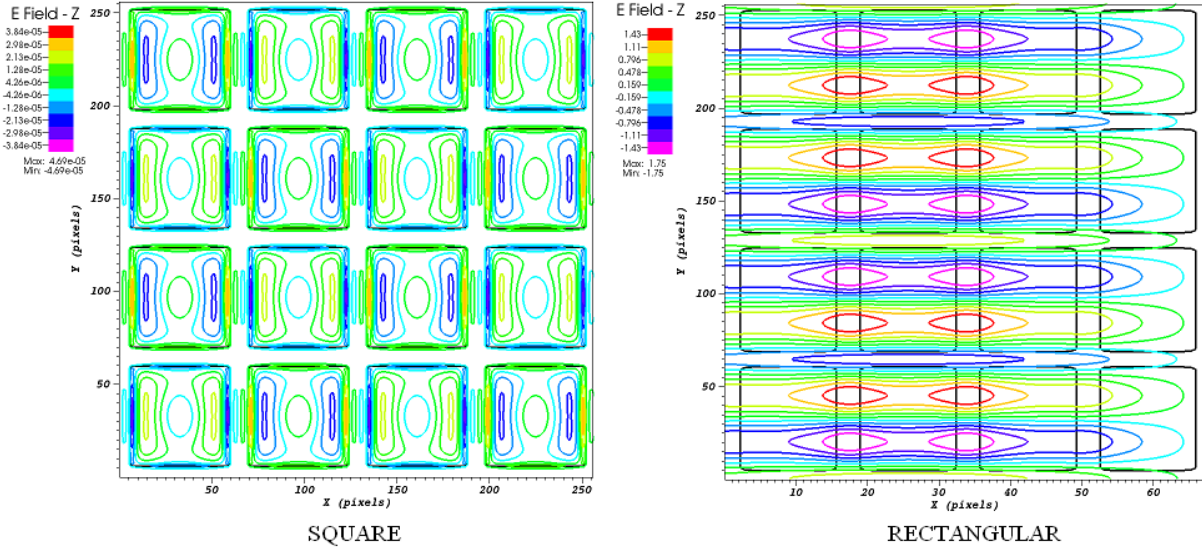 E Field - Z
3.84e-05
2.98e-05
2.13e-05
1.28e-05
4.26e-06
-4.26e-06
-1.28e-05
-2.13e-05
-2.98e-05
-3.84e-05
Max: 4.69e-05
Min: -4.69e-05
250
200
150
100
50
Y (pixels)
50 100 150 200 250
X (pixels)
SQUARE
E Field - Z
1.43
1.11
0.796
0.478
0.159
-0.159
-0.478
-0.796
-1.11
-1.43
Max: 1.75
Min: -1.75
250
200
150
100
50
Y (pixels)
10 20 30 40 50 60
X (pixels)
RECTANGULAR